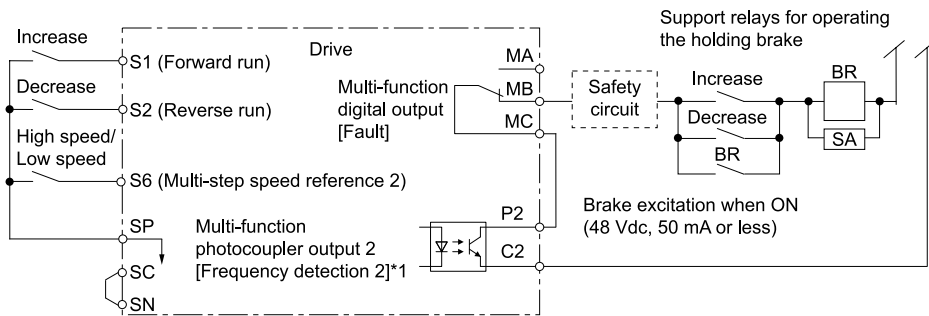 Increase
S1 (Forward run)
Decrease
S2 (Reverse run)
High speed/
Low speed
S6 (Multi-step speed reference 2)
SP
SC
SN
Drive
Multi-function
digital output
[Fault]
MA
MB
MC
Multi-function
photocoupler output 2
[Frequency detection 2]*1
P2
C2
Safety
circuit
Support relays for operating
the holding brake
Increase
Decrease
BR
BR
SA
Brake excitation when ON
(48 Vdc, 50 mA or less)